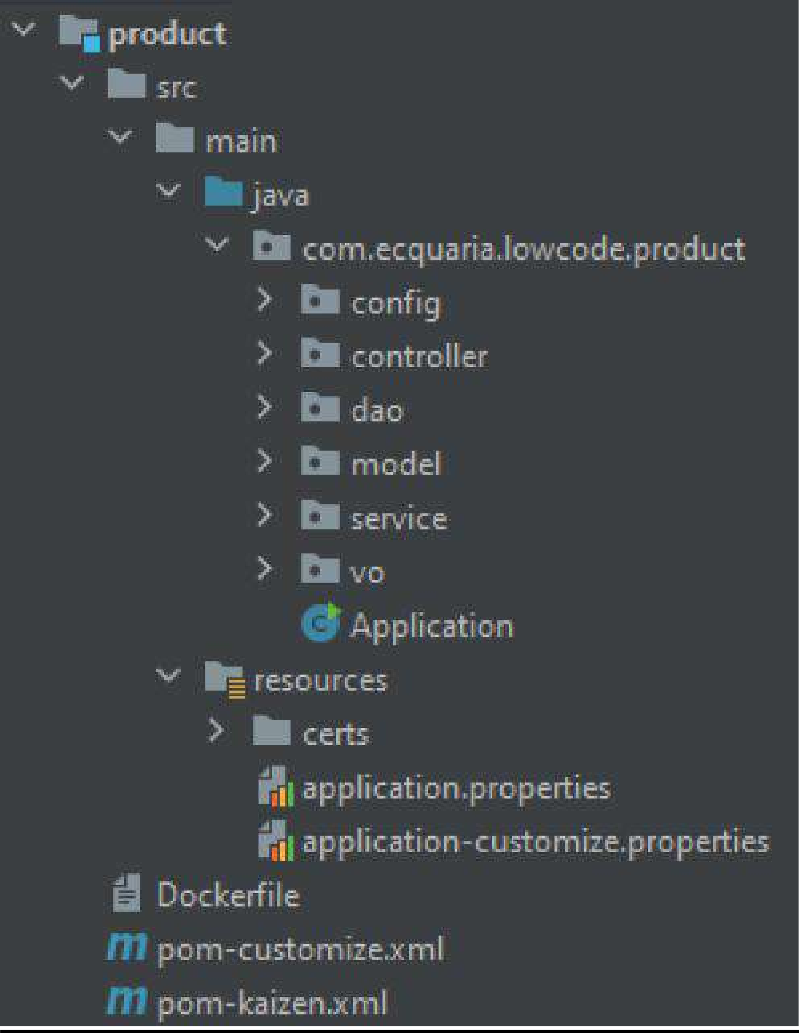 product
src
main
java
com.ecquaria.lowcode.product
config
controller
dao
model
service
vo
Application
resources
certs
application.properties
application-customize.properties
Dockerfile
pom-customize.xml
pom-kaizen.xml